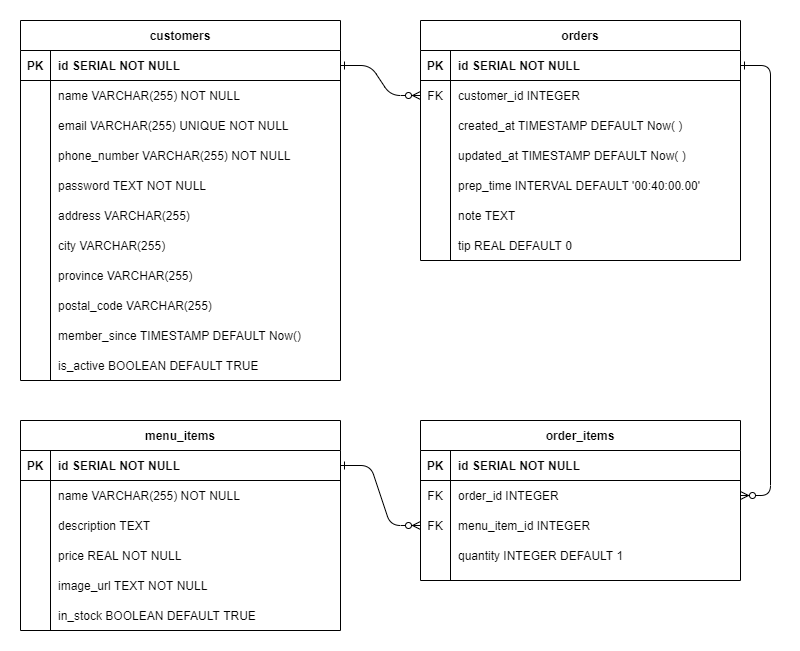 customers
PK id SERIAL NOT NULL
name VARCHAR(255) NOT NULL
email VARCHAR(255) UNIQUE NOT NULL
phone_number VARCHAR(255) NOT NULL
password TEXT NOT NULL
address VARCHAR(255)
city VARCHAR(255)
province VARCHAR(255)
postal_code VARCHAR(255)
member_since TIMESTAMP DEFAULT Now()
is_active BOOLEAN DEFAULT TRUE
orders
PK id SERIAL NOT NULL
FK customer_id INTEGER
created_at TIMESTAMP DEFAULT Now( )
updated_at TIMESTAMP DEFAULT Now( )
prep_time INTERVAL DEFAULT '00:40:00.00'
note TEXT
tip REAL DEFAULT 0
menu_items
PK id SERIAL NOT NULL
name VARCHAR(255) NOT NULL
description TEXT
price REAL NOT NULL
image_url TEXT NOT NULL
in_stock BOOLEAN DEFAULT TRUE
order_items
PK id SERIAL NOT NULL
FK order_id INTEGER
FK menu_item_id INTEGER
quantity INTEGER DEFAULT 1